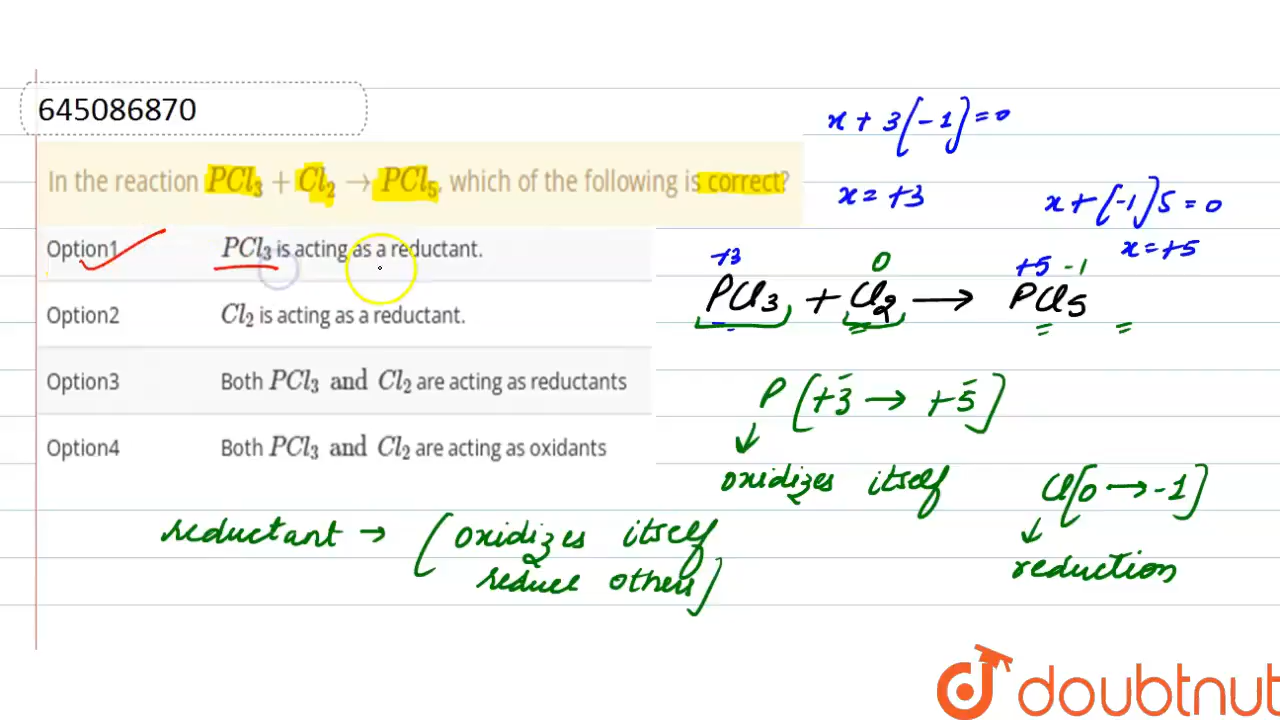 645086870
In the reaction PCl₃ + Cl₂ → PCl₅, which of the following is correct?
Option1 PCl₃ is acting as a reductant.
Option2 Cl₂ is acting as a reductant.
Option3 Both PCl₃ and Cl₂ are acting as reductants
Option4 Both PCl₃ and Cl₂ are acting as oxidants
x + 3(-1) = 0
x = +3
x + (-1)5 = 0
x = +5
+3 0 +5 -1
PCl₃ + Cl₂ → PCl₅
P (+3 → +5)
oxidizes itself
Cl[0 → -1]
reduction
reductant → (oxidizes itself
reduce others)
doubtnut